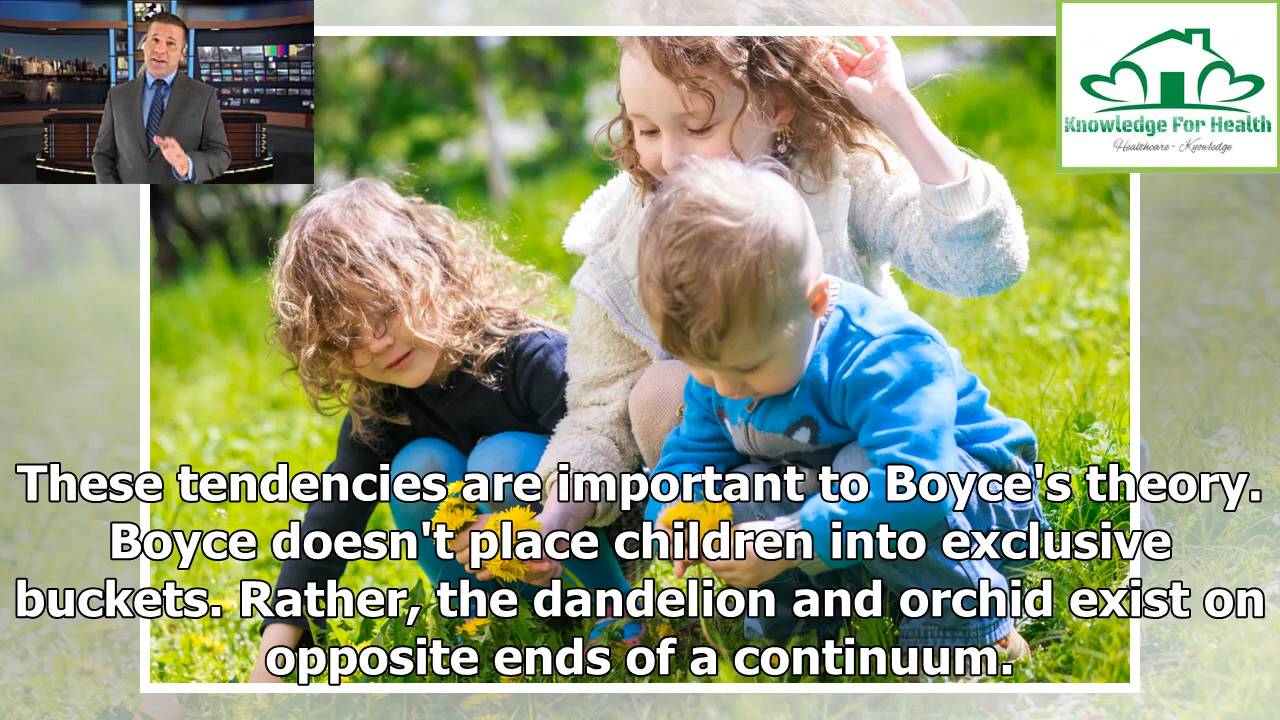 Knowledge For Health
Healthcare - Knowledge
These tendencies are important to Boyce's theory.
Boyce doesn't place children into exclusive
buckets. Rather, the dandelion and orchid exist on
opposite ends of a continuum.